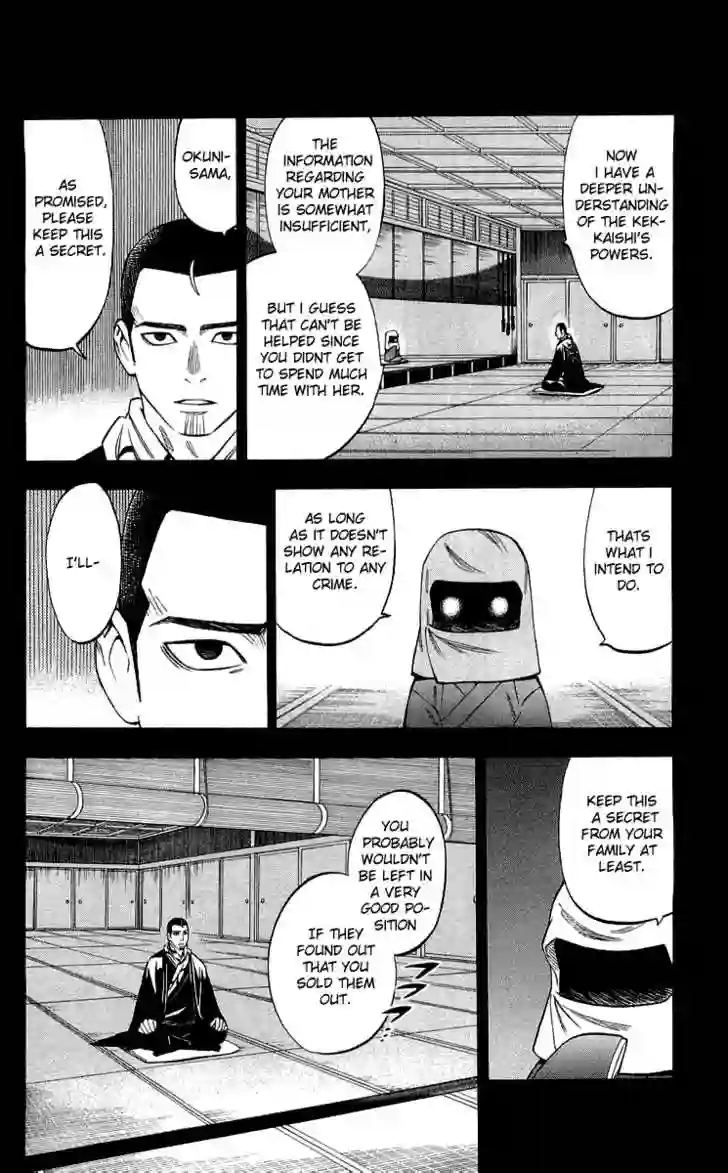 NOW
I HAVE A
DEEPER UN-
DERSTANDING
OF THE KEK-
KAISHI'S
POWERS.
THE
INFORMATION
REGARDING
YOUR MOTHER
IS SOMEWHAT
INSUFFICIENT,
BUT I GUESS
THAT CAN'T BE
HELPED SINCE
YOU DIDNT GET
TO SPEND MUCH
TIME WITH HER.
OKUNI-
SAMA,
AS
PROMISED,
PLEASE
KEEP THIS
A SECRET.
THATS
WHAT I
INTEND TO
DO.
AS LONG
AS IT DOESN'T
SHOW ANY RE-
LATION TO ANY
CRIME.
I'LL-
KEEP THIS
A SECRET
FROM YOUR
FAMILY AT
LEAST.
YOU
PROBABLY
WOULDN'T
BE LEFT IN
A VERY
GOOD PO-
SITION
IF THEY
FOUND OUT
THAT YOU
SOLD THEM
OUT.